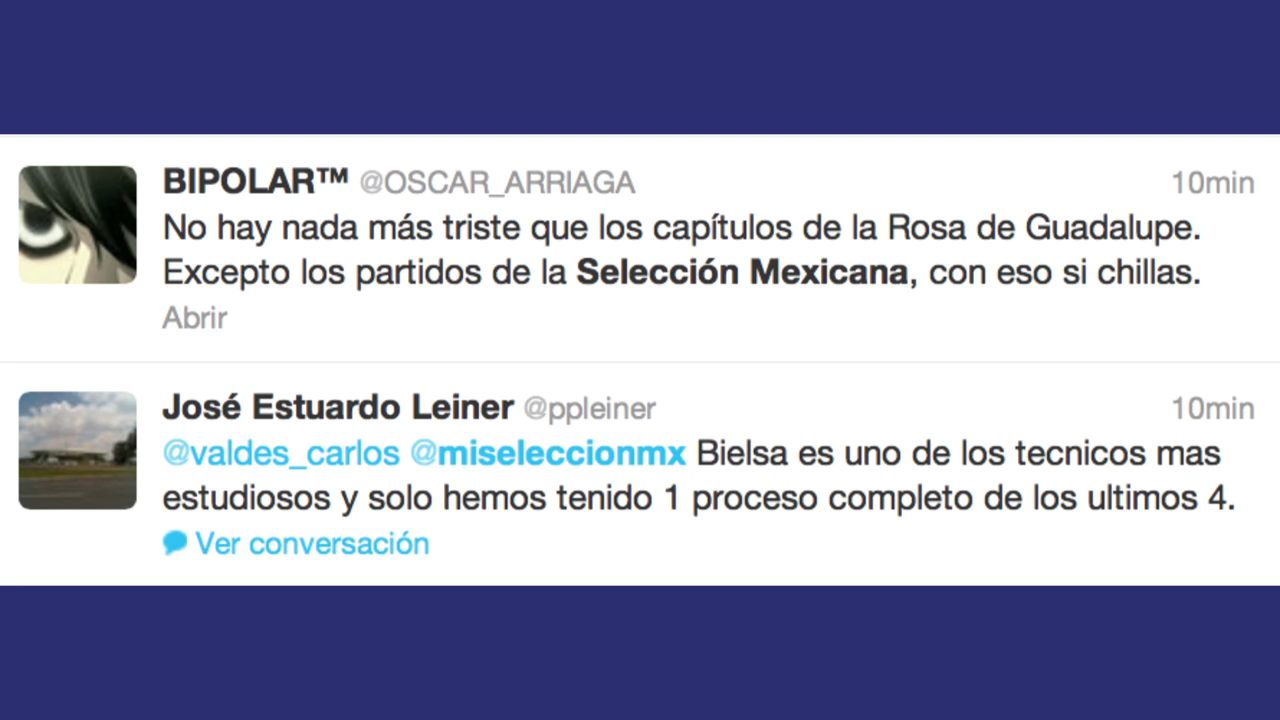 BIPOLAR™ @OSCAR_ARRIAGA 10min
No hay nada más triste que los capítulos de la Rosa de Guadalupe.
Excepto los partidos de la Selección Mexicana, con eso si chillas.
Abrir
José Estuardo Leiner @ppleiner 10min
@valdes_carlos @miseleccionmx Bielsa es uno de los tecnicos mas
estudiosos y solo hemos tenido 1 proceso completo de los ultimos 4.
Ver conversación